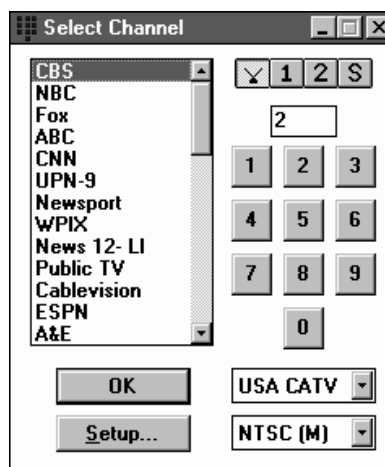 Select Channel
CBS
NBC
Fox
ABC
CNN
UPN-9
Newsport
WPIX
News 12- LI
Public TV
Cablevision
ESPN
A&E
1 2 S
2
1 2 3
4 5 6
7 8 9
0
OK
USA CATV
Setup...
NTSC (M)